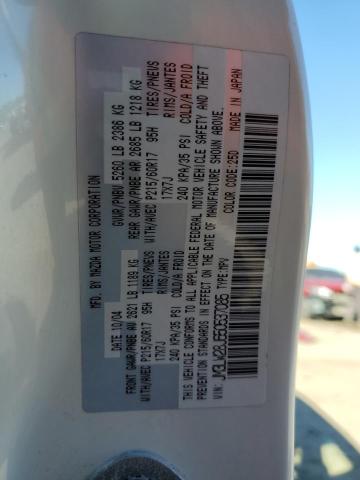 MFD. BY MAZDA MOTOR CORPORATION
DATE 10/04 GVWR/PNBV 5260 LB 2386 KG
FRONT GAWR/PNBE AV 2621 LB 1189 KG REAR GAWR/PNBE AR 2685 LB 1218 KG
WITH/AVEC P215/60R17 95H TIRES/PNEUS WITH/AVEC P215/60R17 95H TIRES/PNEUS
17X7J RIMS/JANTES 17X7J RIMS/JANTES
240 KPA/35 PSI COLD/A FROID 240 KPA/35 PSI COLD/A FROID
THIS VEHICLE CONFORMS TO ALL APPLICABLE FEDERAL MOTOR VEHICLE SAFETY AND THEFT
PREVENTION STANDARDS IN EFFECT ON THE DATE OF MANUFACTURE SHOWN ABOVE.
TYPE:MPV COLOR CODE:25D MADE IN JAPAN